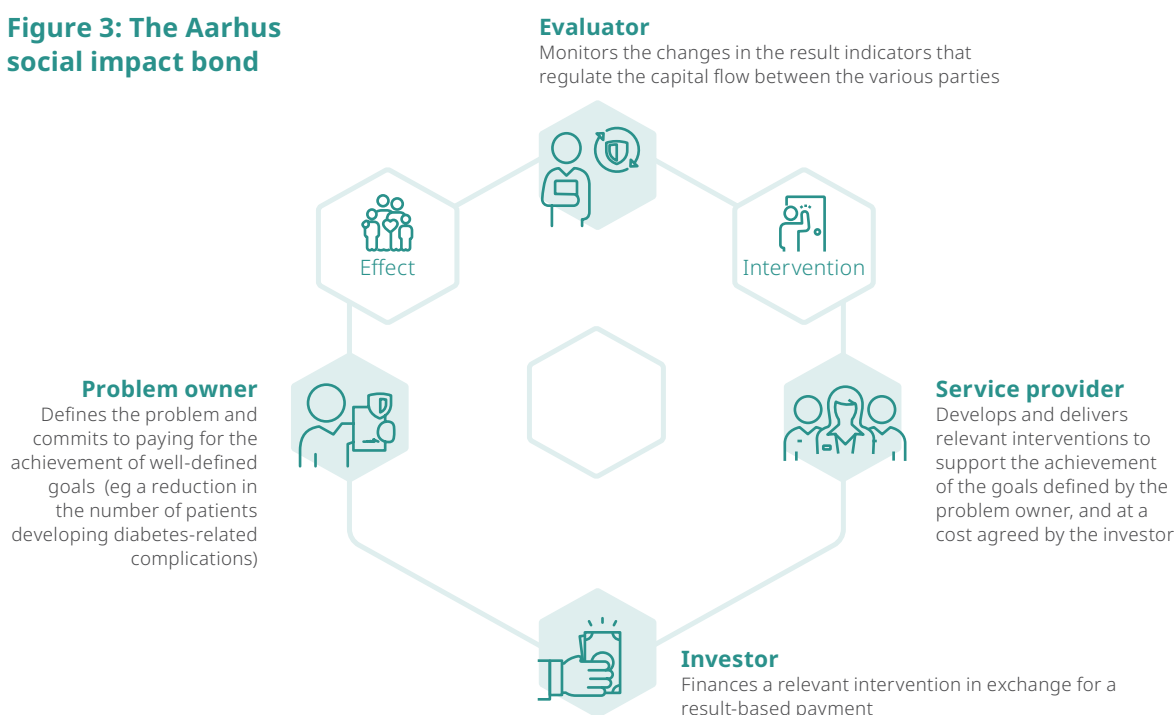 Figure 3: The Aarhus
social impact bond
Evaluator
Monitors the changes in the result indicators that
regulate the capital flow between the various parties
Effect
Intervention
Problem owner
Defines the problem and
commits to paying for the
achievement of well-defined
goals (eg a reduction in
the number of patients
developing diabetes-related
complications)
Service provider
Develops and delivers
relevant interventions to
support the achievement
of the goals defined by the
problem owner, and at a
cost agreed by the investor
Investor
Finances a relevant intervention in exchange for a
result-based payment